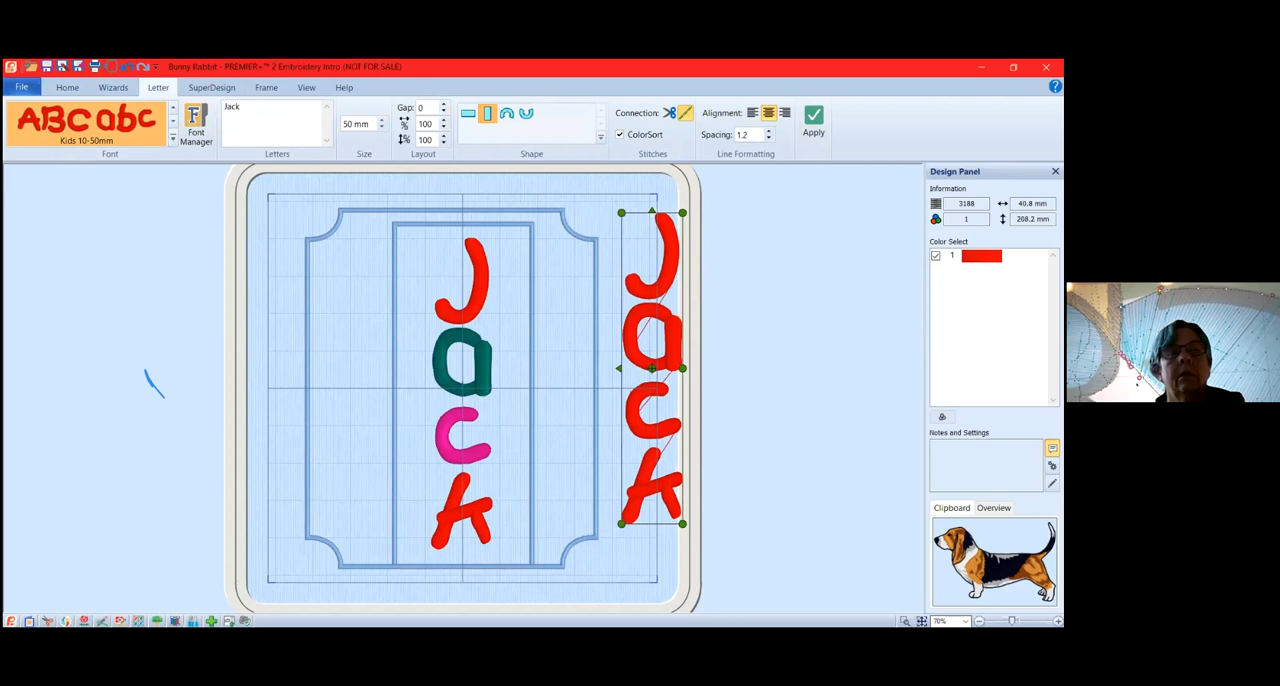 Bunny Rabbit - PREMIER+™ 2 Embroidery Intro (NOT FOR SALE)
File Home Wizards Letter SuperDesign Frame View Help
ABC abc
Kids 10-50mm
Font Manager
Font
Jack
Letters
50 mm
Size
Gap: 0
% 100
% 100
Layout
Shape
Connection:
ColorSort
Stitches
Alignment:
Spacing: 1.2
Line Formatting
Apply
Jack
Jack
Design Panel
Information
3188 40.8 mm
1 208.2 mm
Color Select
1
Notes and Settings
Clipboard Overview
70%